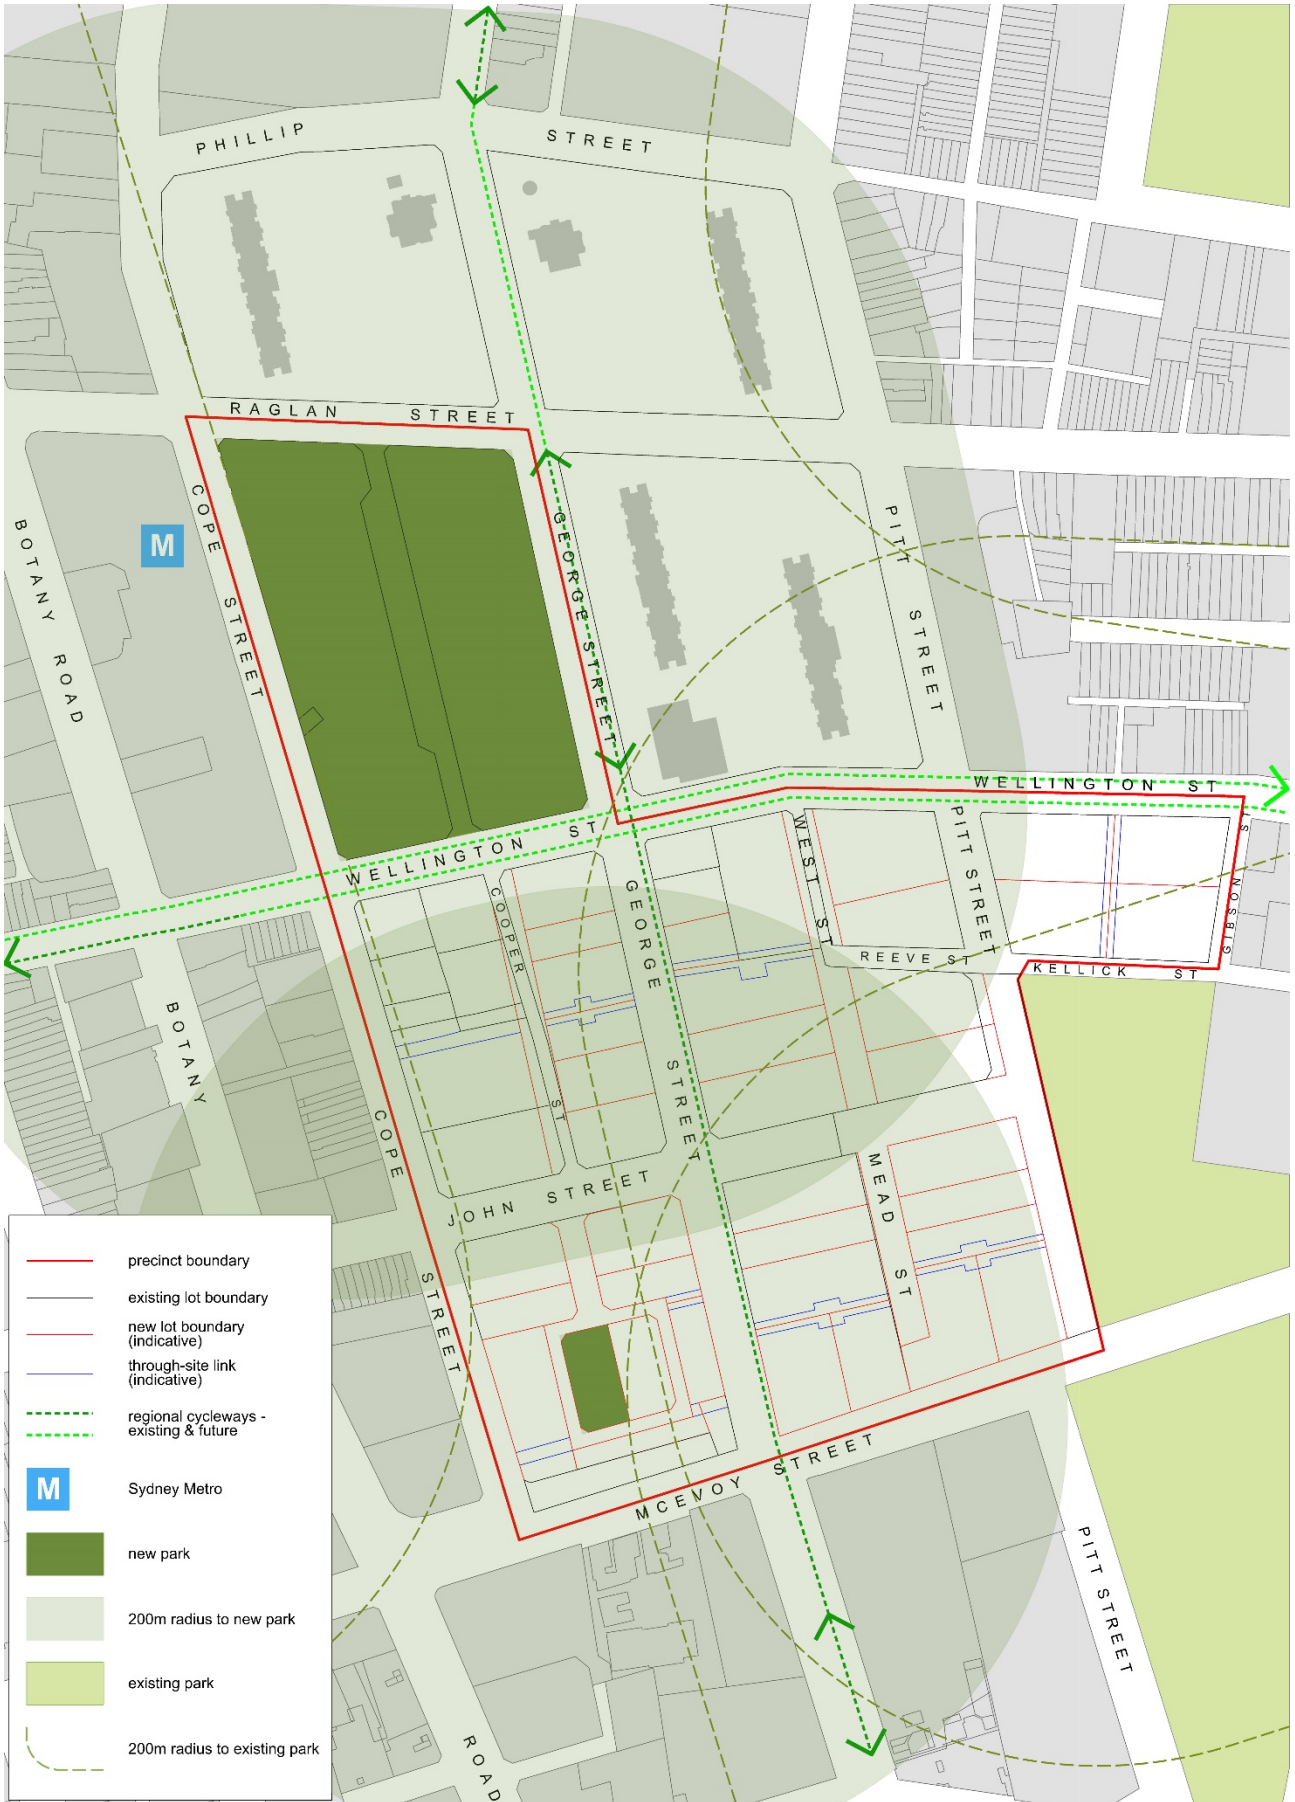 PHILLIP STREET
RAGLAN STREET
COPE STREET
M
BOTANY ROAD
GEORGE STREET
PITT STREET
WELLINGTON ST
WELLINGTON ST
GIBSON ST
WEST ST
PITT STREET
COOPER ST
GEORGE STREET
REEVE ST
KELLICK ST
BOTANY ROAD
COPE STREET
JOHN STREET
MEAD ST
MCEVOY STREET
PITT STREET
precinct boundary
existing lot boundary
new lot boundary
(indicative)
through-site link
(indicative)
regional cycleways -
existing & future
M
Sydney Metro
new park
200m radius to new park
existing park
200m radius to existing park